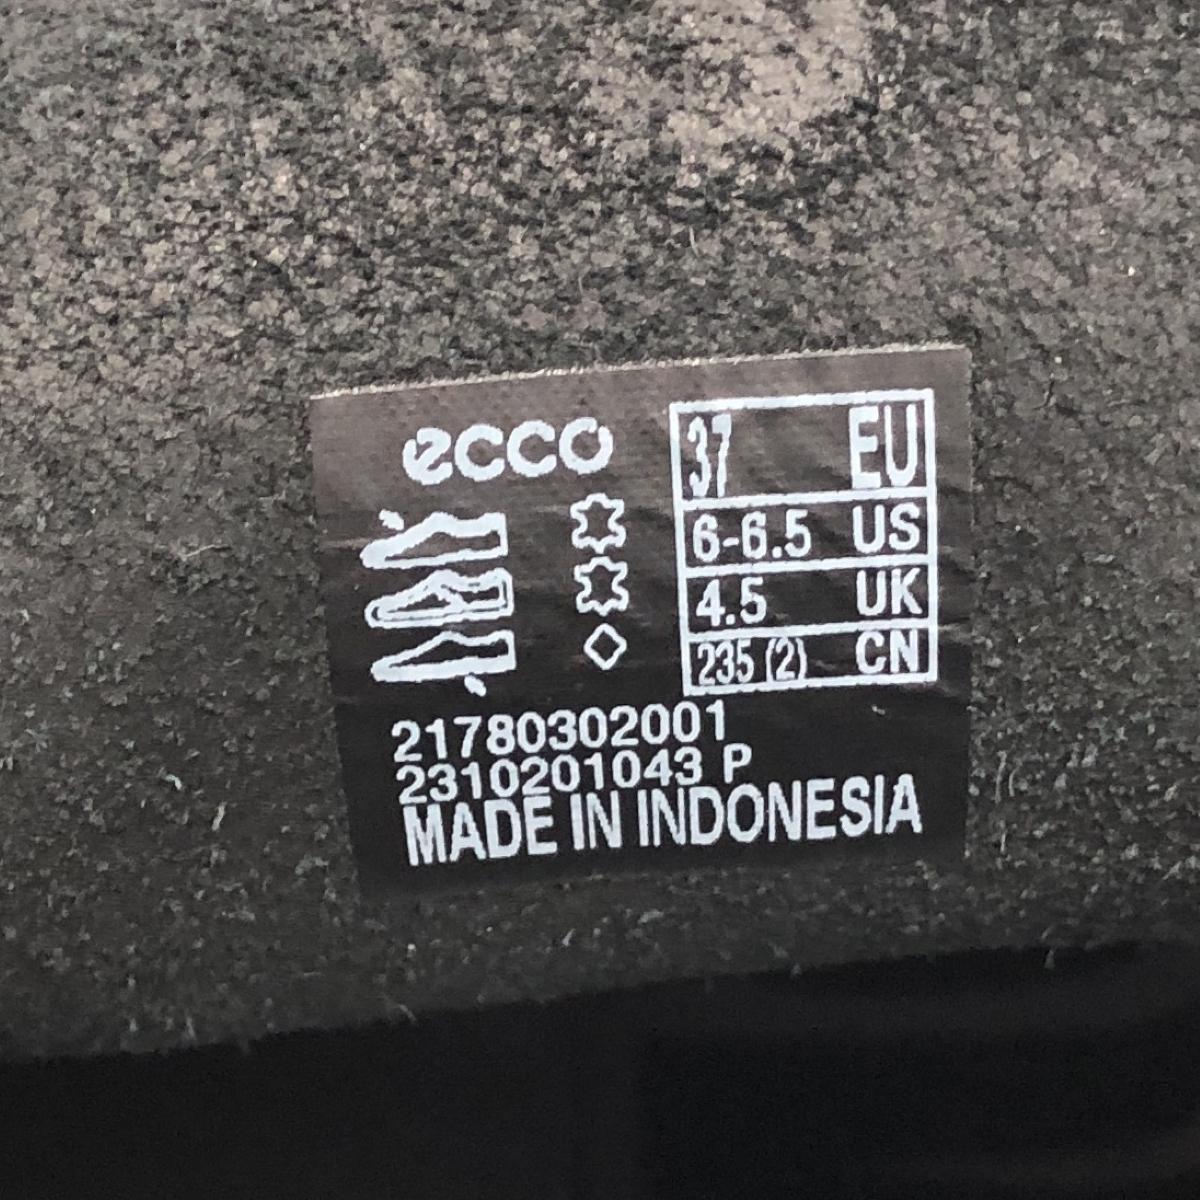 ecco
37 EU
6-6.5 US
4.5 UK
235 (2) CN
21780302001
2310201043 P
MADE IN INDONESIA